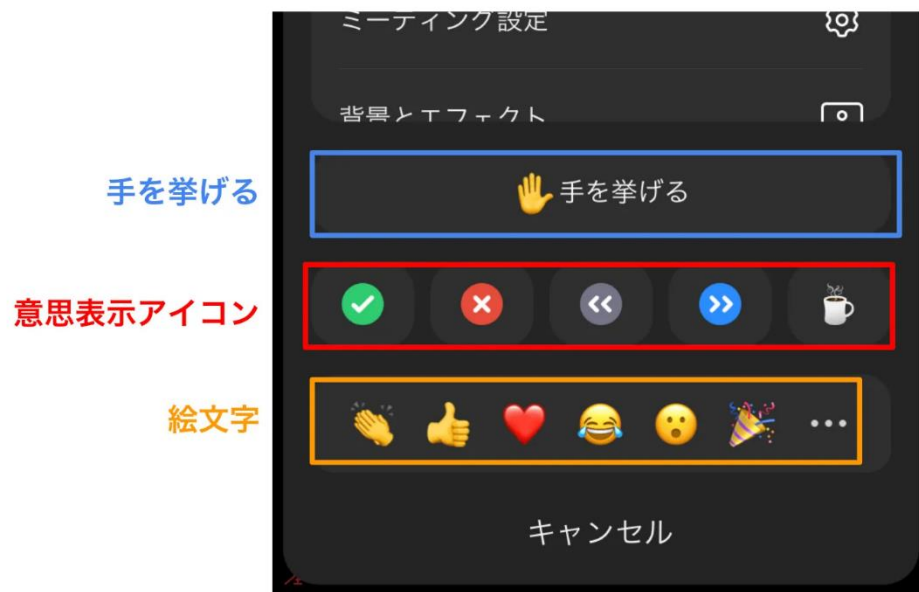 ミーティング設定
背景とエフェクト
手を挙げる
手を挙げる
意思表示アイコン
絵文字
キャンセル